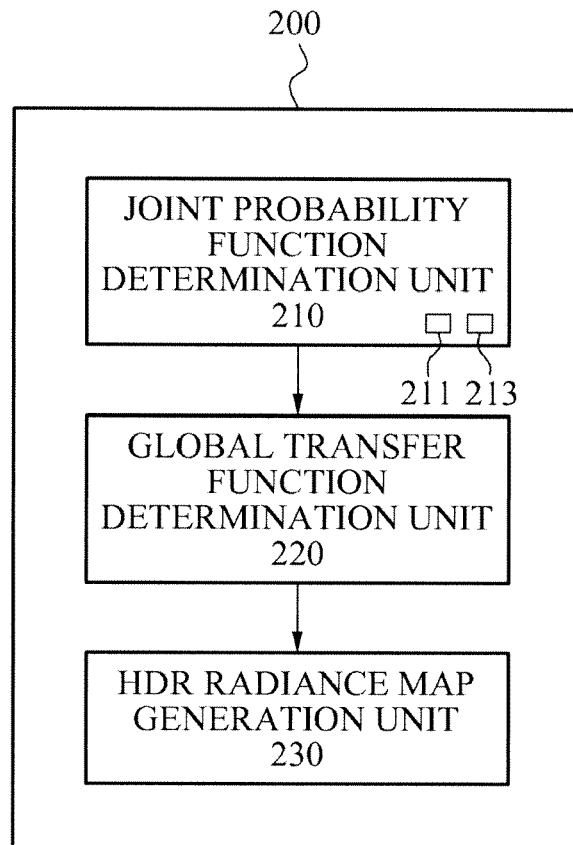 200
JOINT PROBABILITY
FUNCTION
DETERMINATION UNIT
210
211 213
GLOBAL TRANSFER
FUNCTION
DETERMINATION UNIT
220
HDR RADIANCE MAP
GENERATION UNIT
230